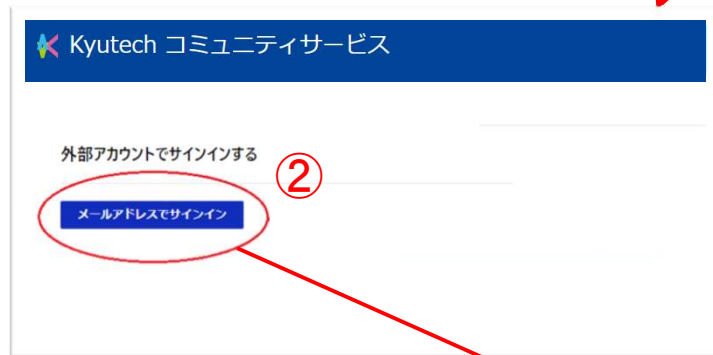 Kyutech コミュニティサービス
外部アカウントでサインインする
②
メールアドレスでサインイン